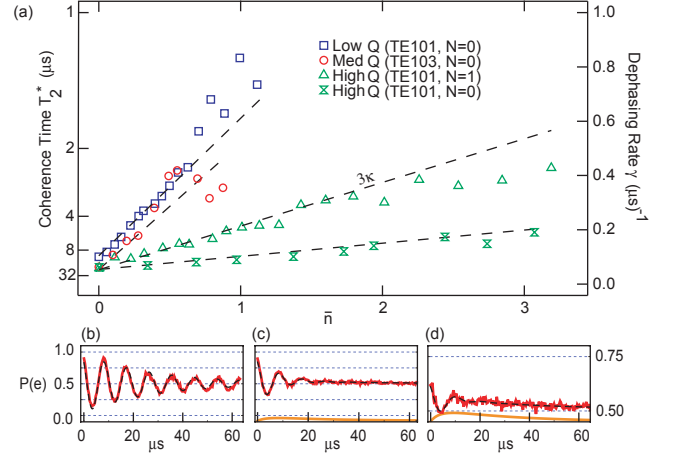 (a)
1
1.0
Low Q (TE101, N=0)
Med Q (TE103, N=0)
High Q (TE101, N=1)
High Q (TE101, N=0)
0.8
0.6
2
0.4
3κ
4
0.2
8
32
0.0
Coherence Time T2* (μs)
Dephasing Rate γ (μs)-1
0
1
2
3
n̄
(b)
(c)
(d)
1.0
P(e)
0.5
0.0
0.75
0.50
0
20
40
60
0
20
40
60
0
20
40
60
μs
μs
μs